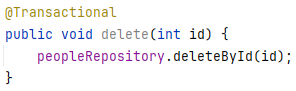 @Transactional
public void delete(int id) {
    peopleRepository.deleteById(id);
}